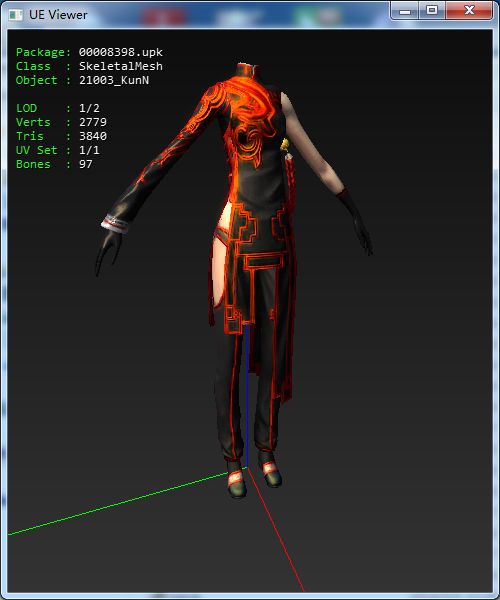 UE Viewer
Package: 00008398.upk
Class : SkeletalMesh
Object : 21003_KunN
LOD : 1/2
Verts : 2779
Tris : 3840
UV Set : 1/1
Bones : 97